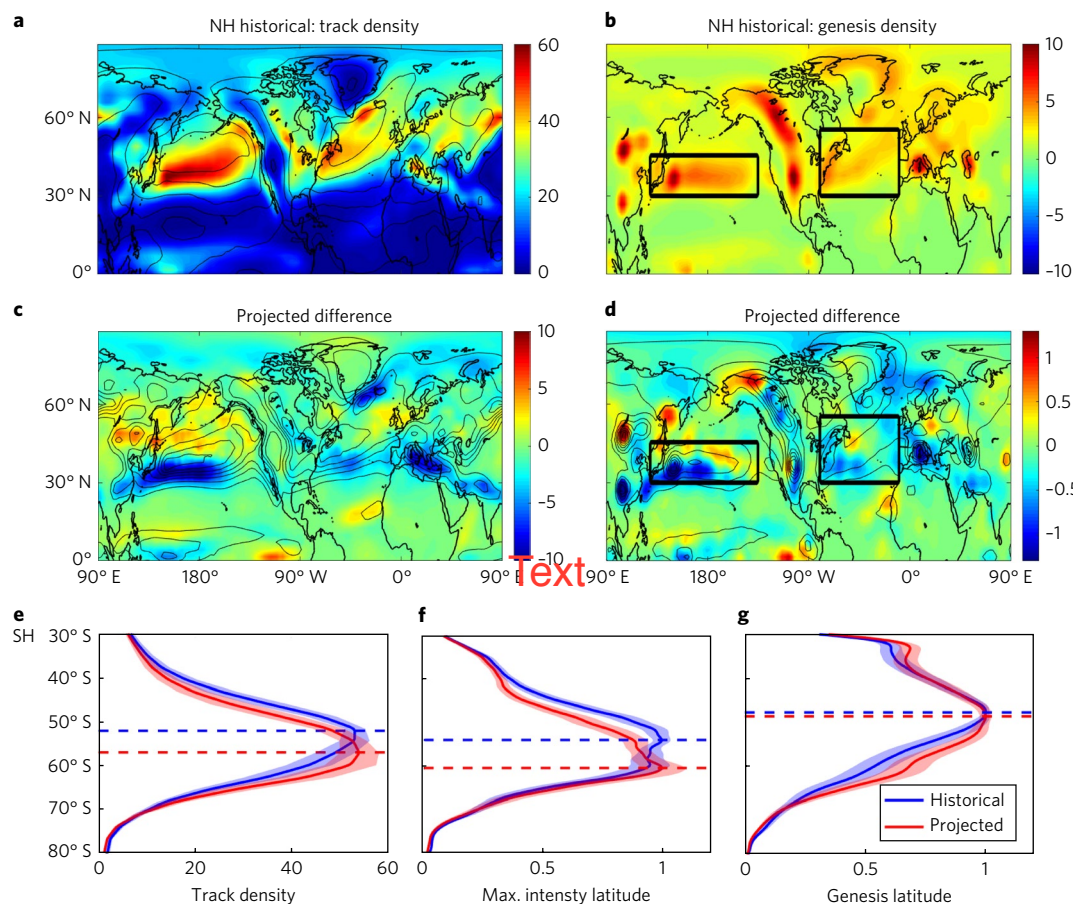 a NH historical: track density
60° N
30° N
0°
60
40
20
0
b NH historical: genesis density
10
5
0
−5
−10
c Projected difference
60° N
30° N
0°
90° E 180° 90° W 0° 90° E
10
5
0
−5
−10
Text
d Projected difference
90° E 180° 90° W 0° 90° E
1
0.5
0
−0.5
−1
e
SH 30° S
40° S
50° S
60° S
70° S
80° S
0 20 40 60
Track density
f
0 0.5 1
Max. intensty latitude
g
Historical
Projected
0 0.5 1
Genesis latitude